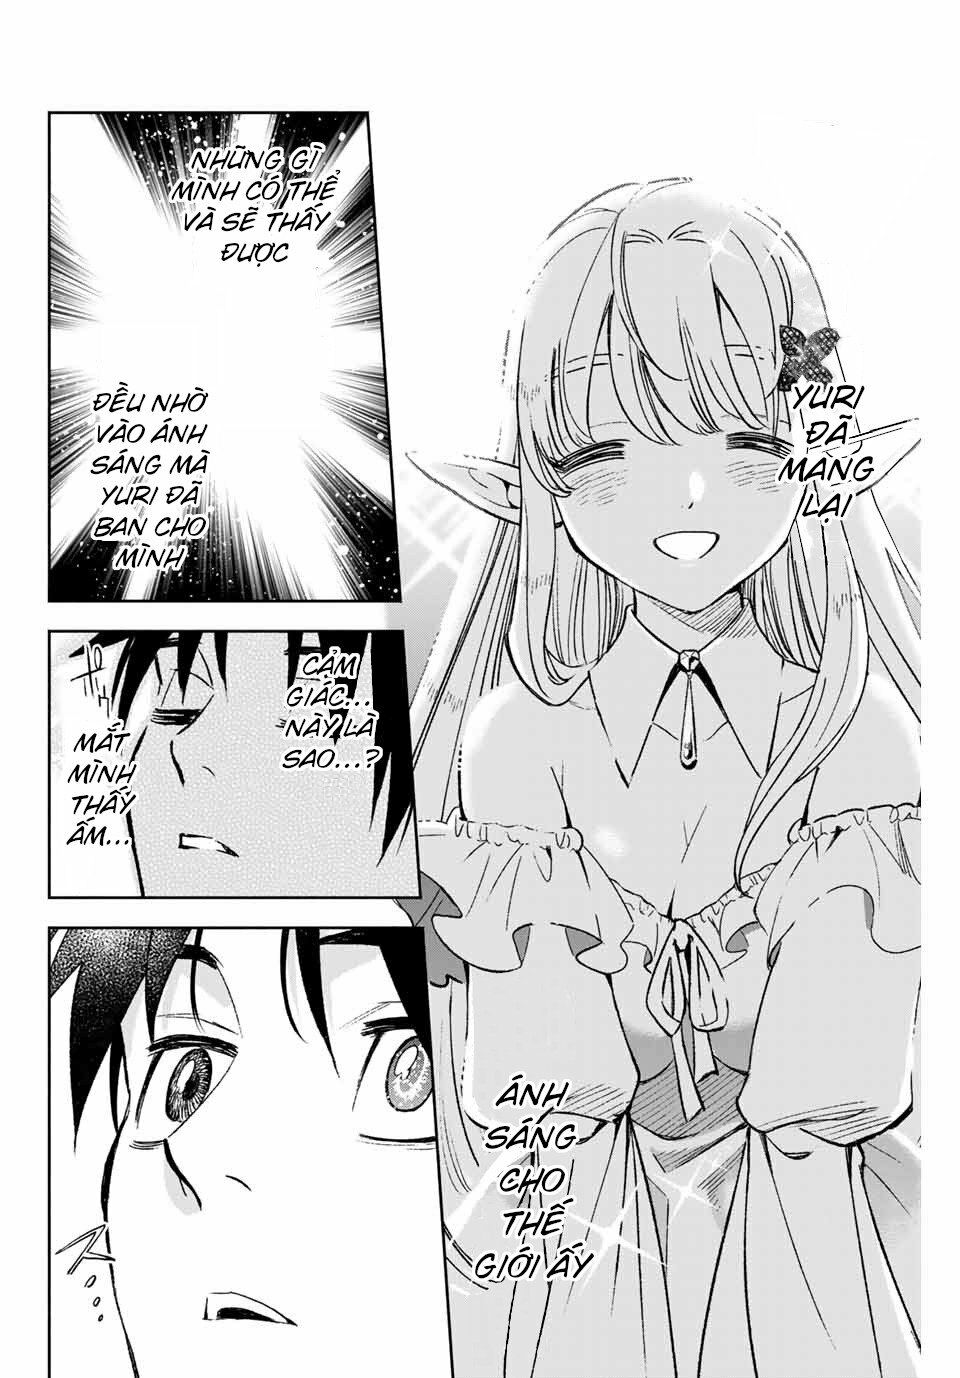 YURI
ĐÃ
MANG
LẠI
ÁNH
SÁNG
CHO
THẾ
GIỚI ẤY
NHỮNG GÌ
MÌNH CÓ THỂ
VÀ SẼ THẤY
ĐƯỢC
ĐỀU NHỜ
VÀO ÁNH
SÁNG MÀ
YURI ĐÃ
BAN CHO
MÌNH
CẢM
GIÁC...
NÀY LÀ
SAO...?
MẮT
MÌNH
THẤY
ẤM...
ス...